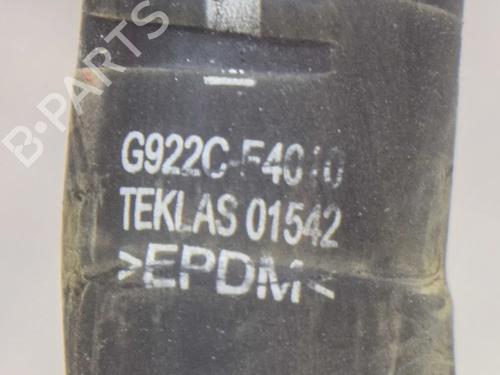 B-PARTS
G922C-F4010
TEKLAS 01542
>EPDM<